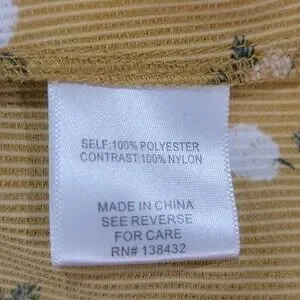 SELF:100% POLYESTER
CONTRAST:100% NYLON
MADE IN CHINA
SEE REVERSE
FOR CARE
RN# 138432